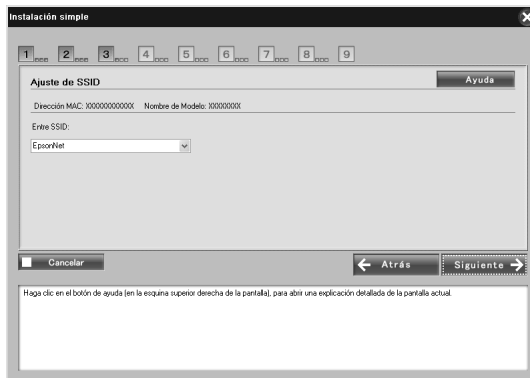 Instalación simple
1 2 3 4 5 6 7 8 9
Ajuste de SSID
Ayuda
Dirección MAC: XXXXXXXXXXXX Nombre de Modelo: XXXXXXXX
Entre SSID:
EpsonNet
Cancelar
Atrás
Siguiente
Haga clic en el botón de ayuda (en la esquina superior derecha de la pantalla), para abrir una explicación detallada de la pantalla actual.